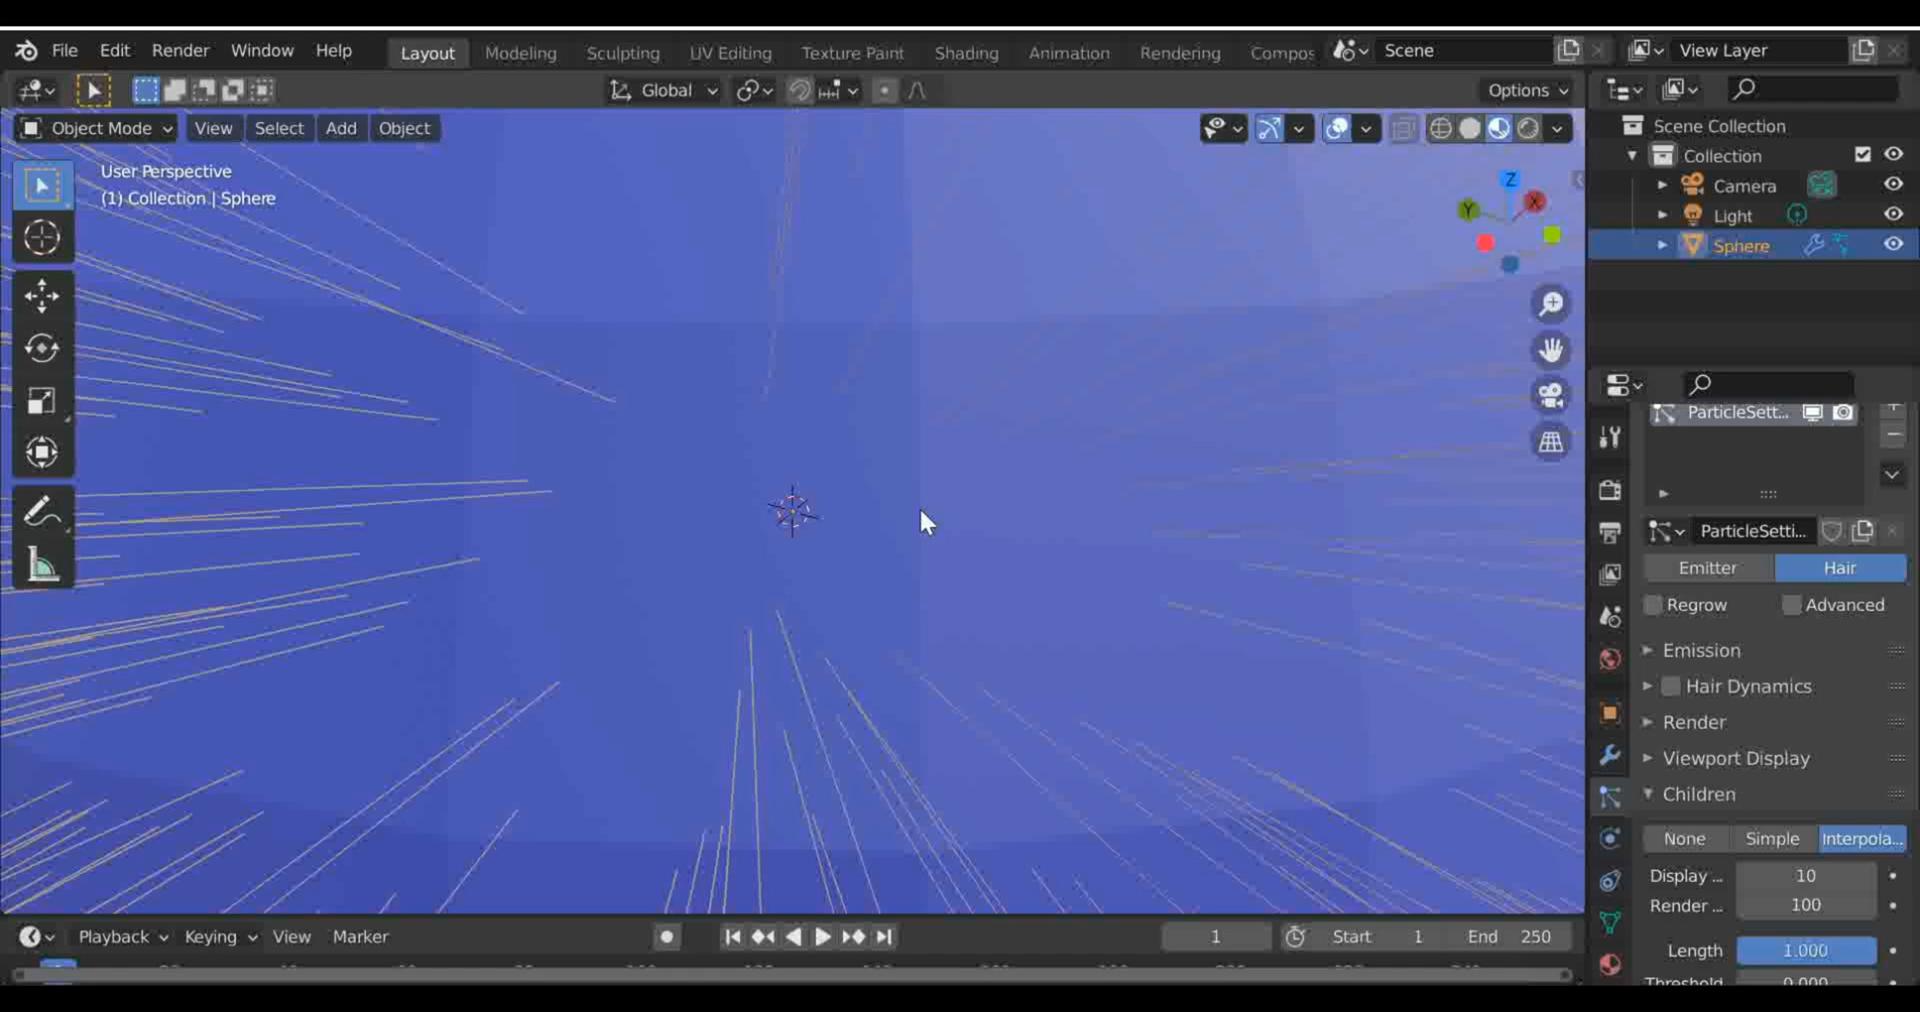 File Edit Render Window Help Layout Modeling Sculpting UV Editing Texture Paint Shading Animation Rendering Compos Scene View Layer
Global Options
Object Mode View Select Add Object
Scene Collection
Collection
Camera
Light
Sphere
User Perspective
(1) Collection | Sphere
Z
Y
X
ParticleSett...
ParticleSetti...
Emitter Hair
Regrow Advanced
Emission
Hair Dynamics
Render
Viewport Display
Children
None Simple Interpola...
Display ... 10
Render ... 100
Length 1.000
Threshold 0.000
Playback Keying View Marker 1 Start 1 End 250